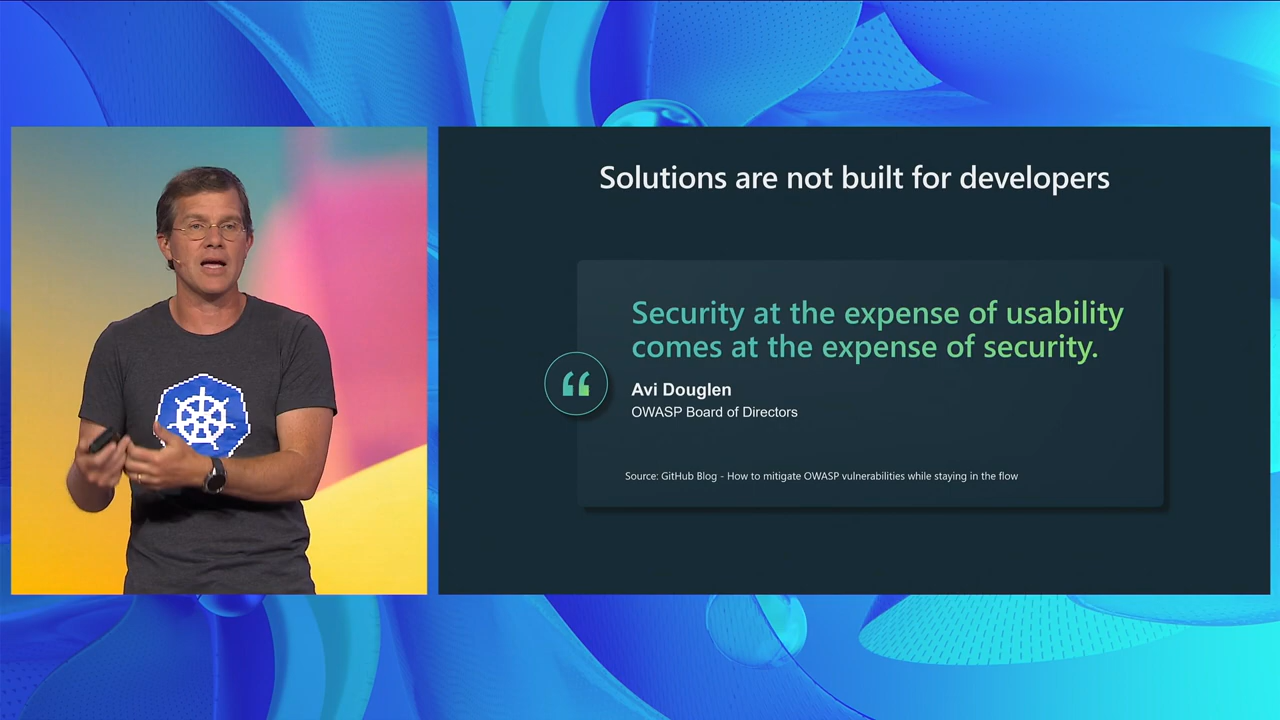 Solutions are not built for developers
Security at the expense of usability
comes at the expense of security.
Avi Douglen
OWASP Board of Directors
Source: GitHub Blog - How to mitigate OWASP vulnerabilities while staying in the flow